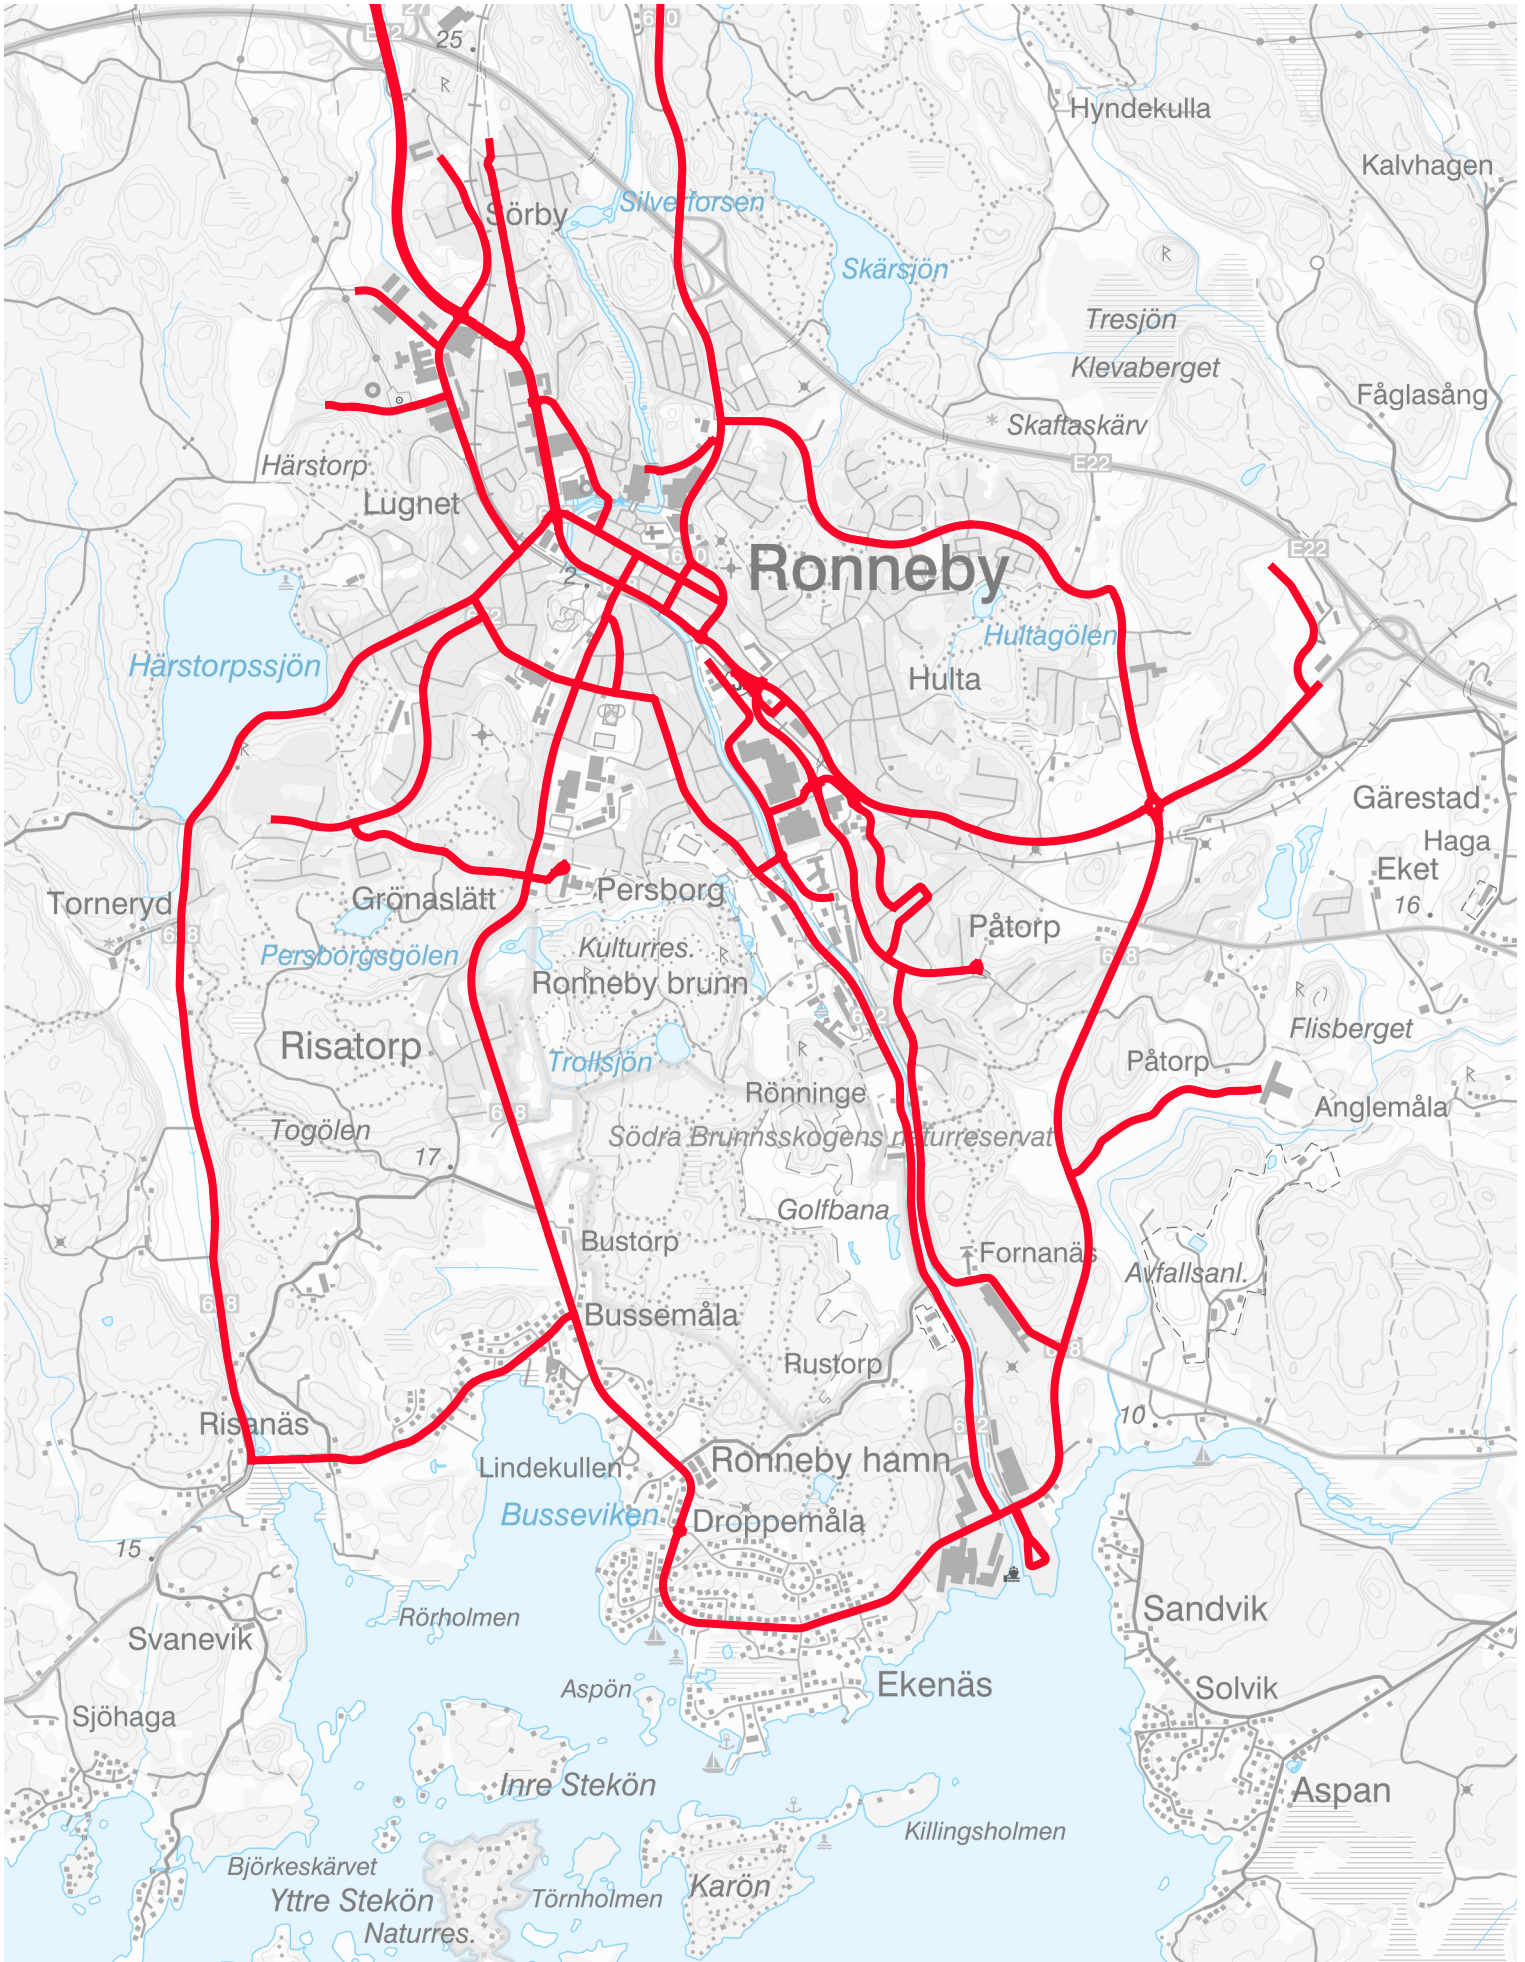 27
E22
25
Hyndekulla
Kalvhagen
Silverforsen
Sörby
Skärsjön
Tresjön
Klevaberget
Fåglasång
Skaftaskärv
E22
Härstorp
Lugnet
E22
Ronneby
Hultagölen
Härstorpssjön
Hulta
Gärestad
Haga
Eket
16
Torneryd
Grönaslätt
Persborg
Påtorp
Persborgsgölen
Kulturres.
Ronneby brunn
Flisberget
Risatorp
Trollsjön
Påtorp
Rönninge
Anglemåla
Togölen
Södra Brunnsskogens naturreservat
17
Golfbana
Bustorp
Fornanäs
Avfallsanl.
Bussemåla
Rustorp
Risanäs
10
Lindekullen
Ronneby hamn
Busseviken
Droppemåla
15
Rörholmen
Sandvik
Svanevik
Aspön
Ekenäs
Solvik
Sjöhaga
Inre Stekön
Aspan
Killingsholmen
Björkeskärvet
Yttre Stekön
Törnholmen
Karön
Naturres.